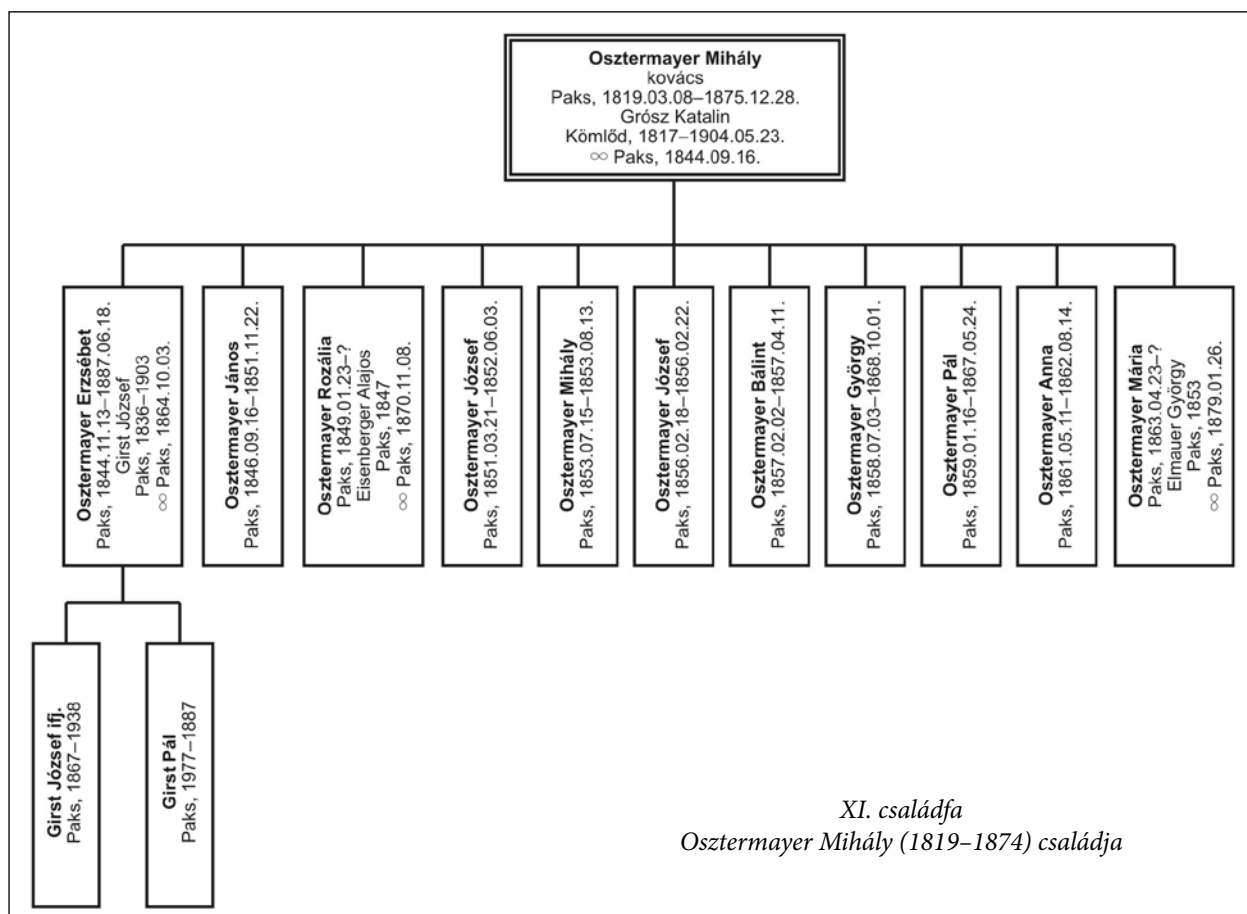 Osztermayer Mihály
kovács
Paks, 1819.03.08–1875.12.28.
Grósz Katalin
Kömlőd, 1817–1904.05.23.
∞ Paks, 1844.09.16.
Osztermayer Erzsébet
Paks, 1844.11.13–1887.06.18.
Girst József
Paks, 1836–1903
∞ Paks, 1864.10.03.
Osztermayer János
Paks, 1846.09.16–1851.11.22.
Osztermayer Rozália
Paks, 1849.01.23–?
Eisenberger Alajos
Paks, 1847
∞ Paks, 1870.11.08.
Osztermayer József
Paks, 1851.03.21–1852.06.03.
Osztermayer Mihály
Paks, 1853.07.15–1853.08.13.
Osztermayer József
Paks, 1856.02.18–1856.02.22.
Osztermayer Bálint
Paks, 1857.02.02–1857.04.11.
Osztermayer György
Paks, 1858.07.03–1868.10.01.
Osztermayer Pál
Paks, 1859.01.16–1867.05.24.
Osztermayer Anna
Paks, 1861.05.11–1862.08.14.
Osztermayer Mária
Paks, 1863.04.23–?
Elmauer György
Paks, 1853
∞ Paks, 1879.01.26.
Girst József ifj.
Paks, 1867–1938
Girst Pál
Paks, 1977–1887
XI. családfa
Osztermayer Mihály (1819–1874) családja